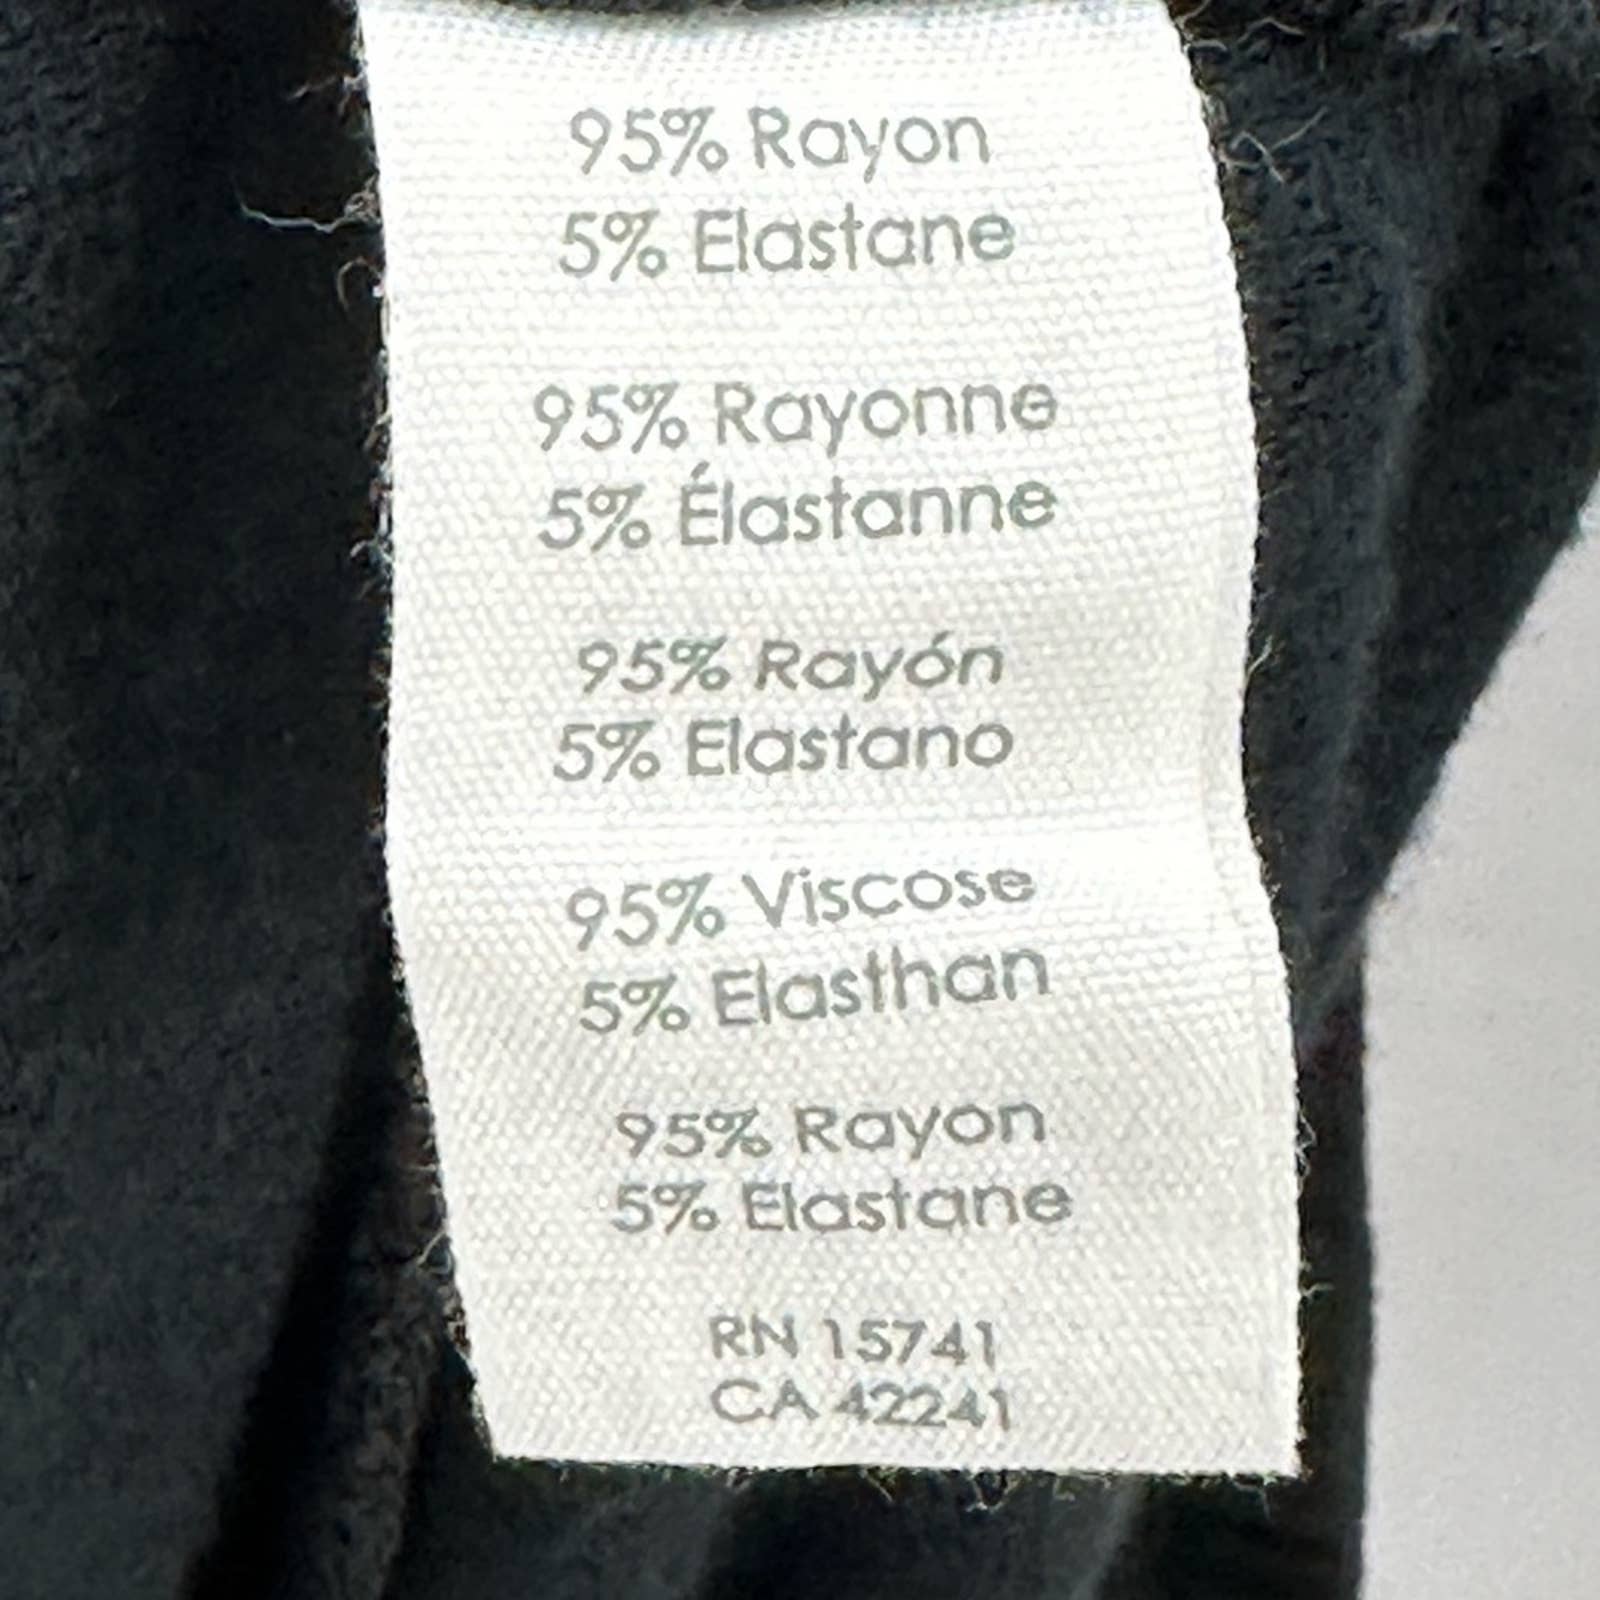 95% Rayon
5% Elastane
95% Rayonne
5% Élastanne
95% Rayón
5% Elastano
95% Viscose
5% Elasthan
95% Rayon
5% Elastane
RN 15741
CA 42241